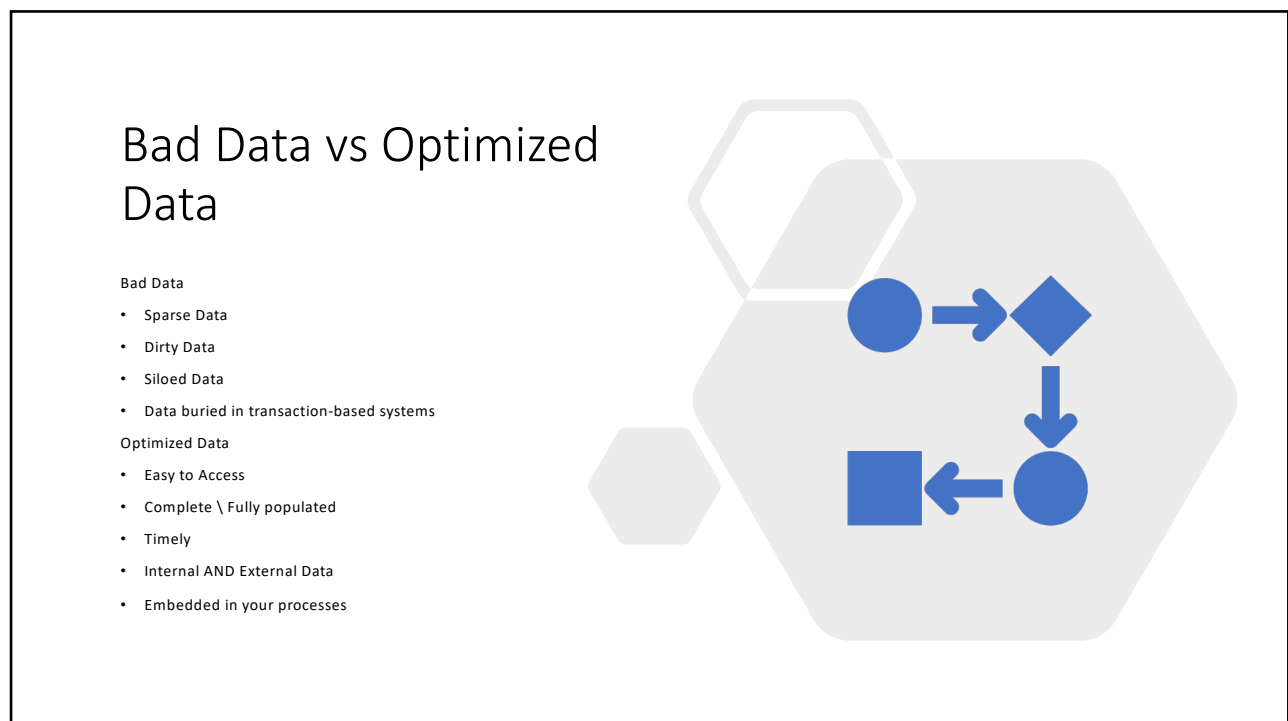 Bad Data vs Optimized
Data
Bad Data
• Sparse Data
• Dirty Data
• Siloed Data
• Data buried in transaction-based systems
Optimized Data
• Easy to Access
• Complete \ Fully populated
• Timely
• Internal AND External Data
• Embedded in your processes